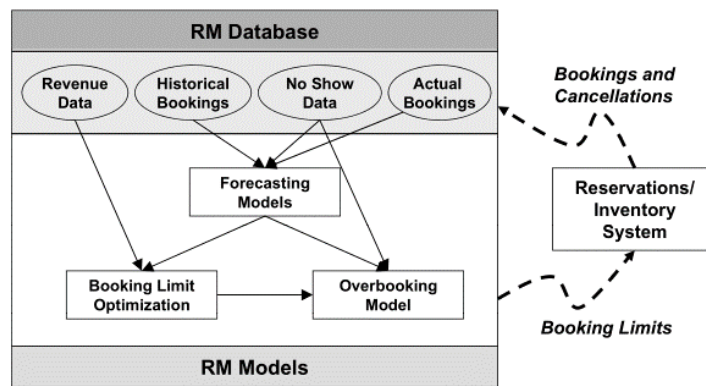 RM Database
Revenue
Data
Historical
Bookings
No Show
Data
Actual
Bookings
Bookings and
Cancellations
Forecasting
Models
Reservations/
Inventory
System
Booking Limit
Optimization
Overbooking
Model
Booking Limits
RM Models